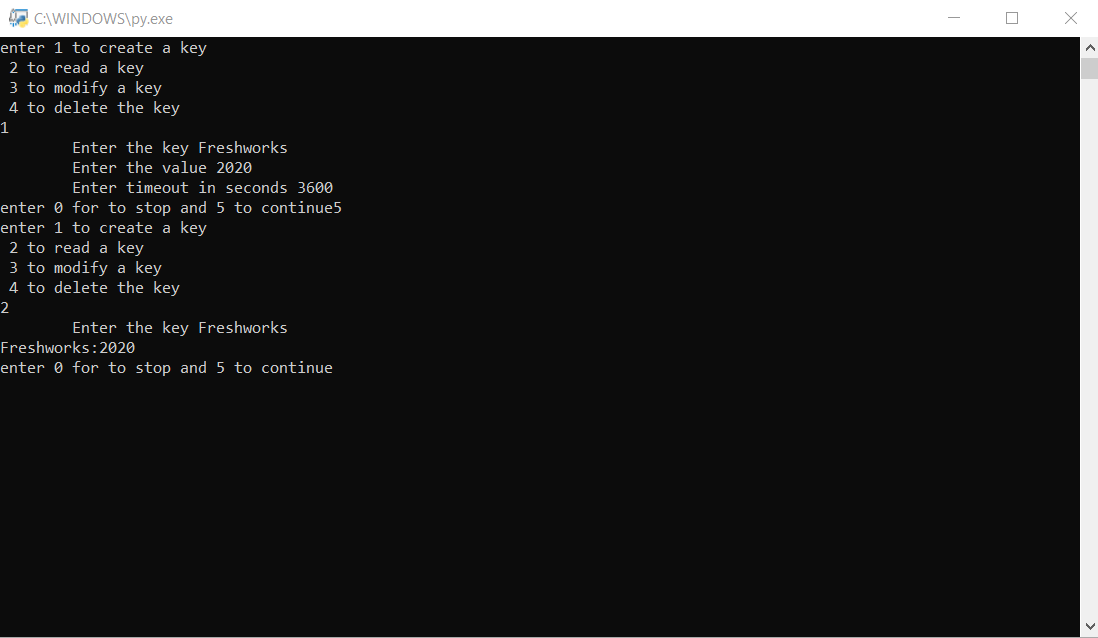 C:\WINDOWS\py.exe
enter 1 to create a key
 2 to read a key
 3 to modify a key
 4 to delete the key
1
        Enter the key Freshworks
        Enter the value 2020
        Enter timeout in seconds 3600
enter 0 for to stop and 5 to continue5
enter 1 to create a key
 2 to read a key
 3 to modify a key
 4 to delete the key
2
        Enter the key Freshworks
Freshworks:2020
enter 0 for to stop and 5 to continue